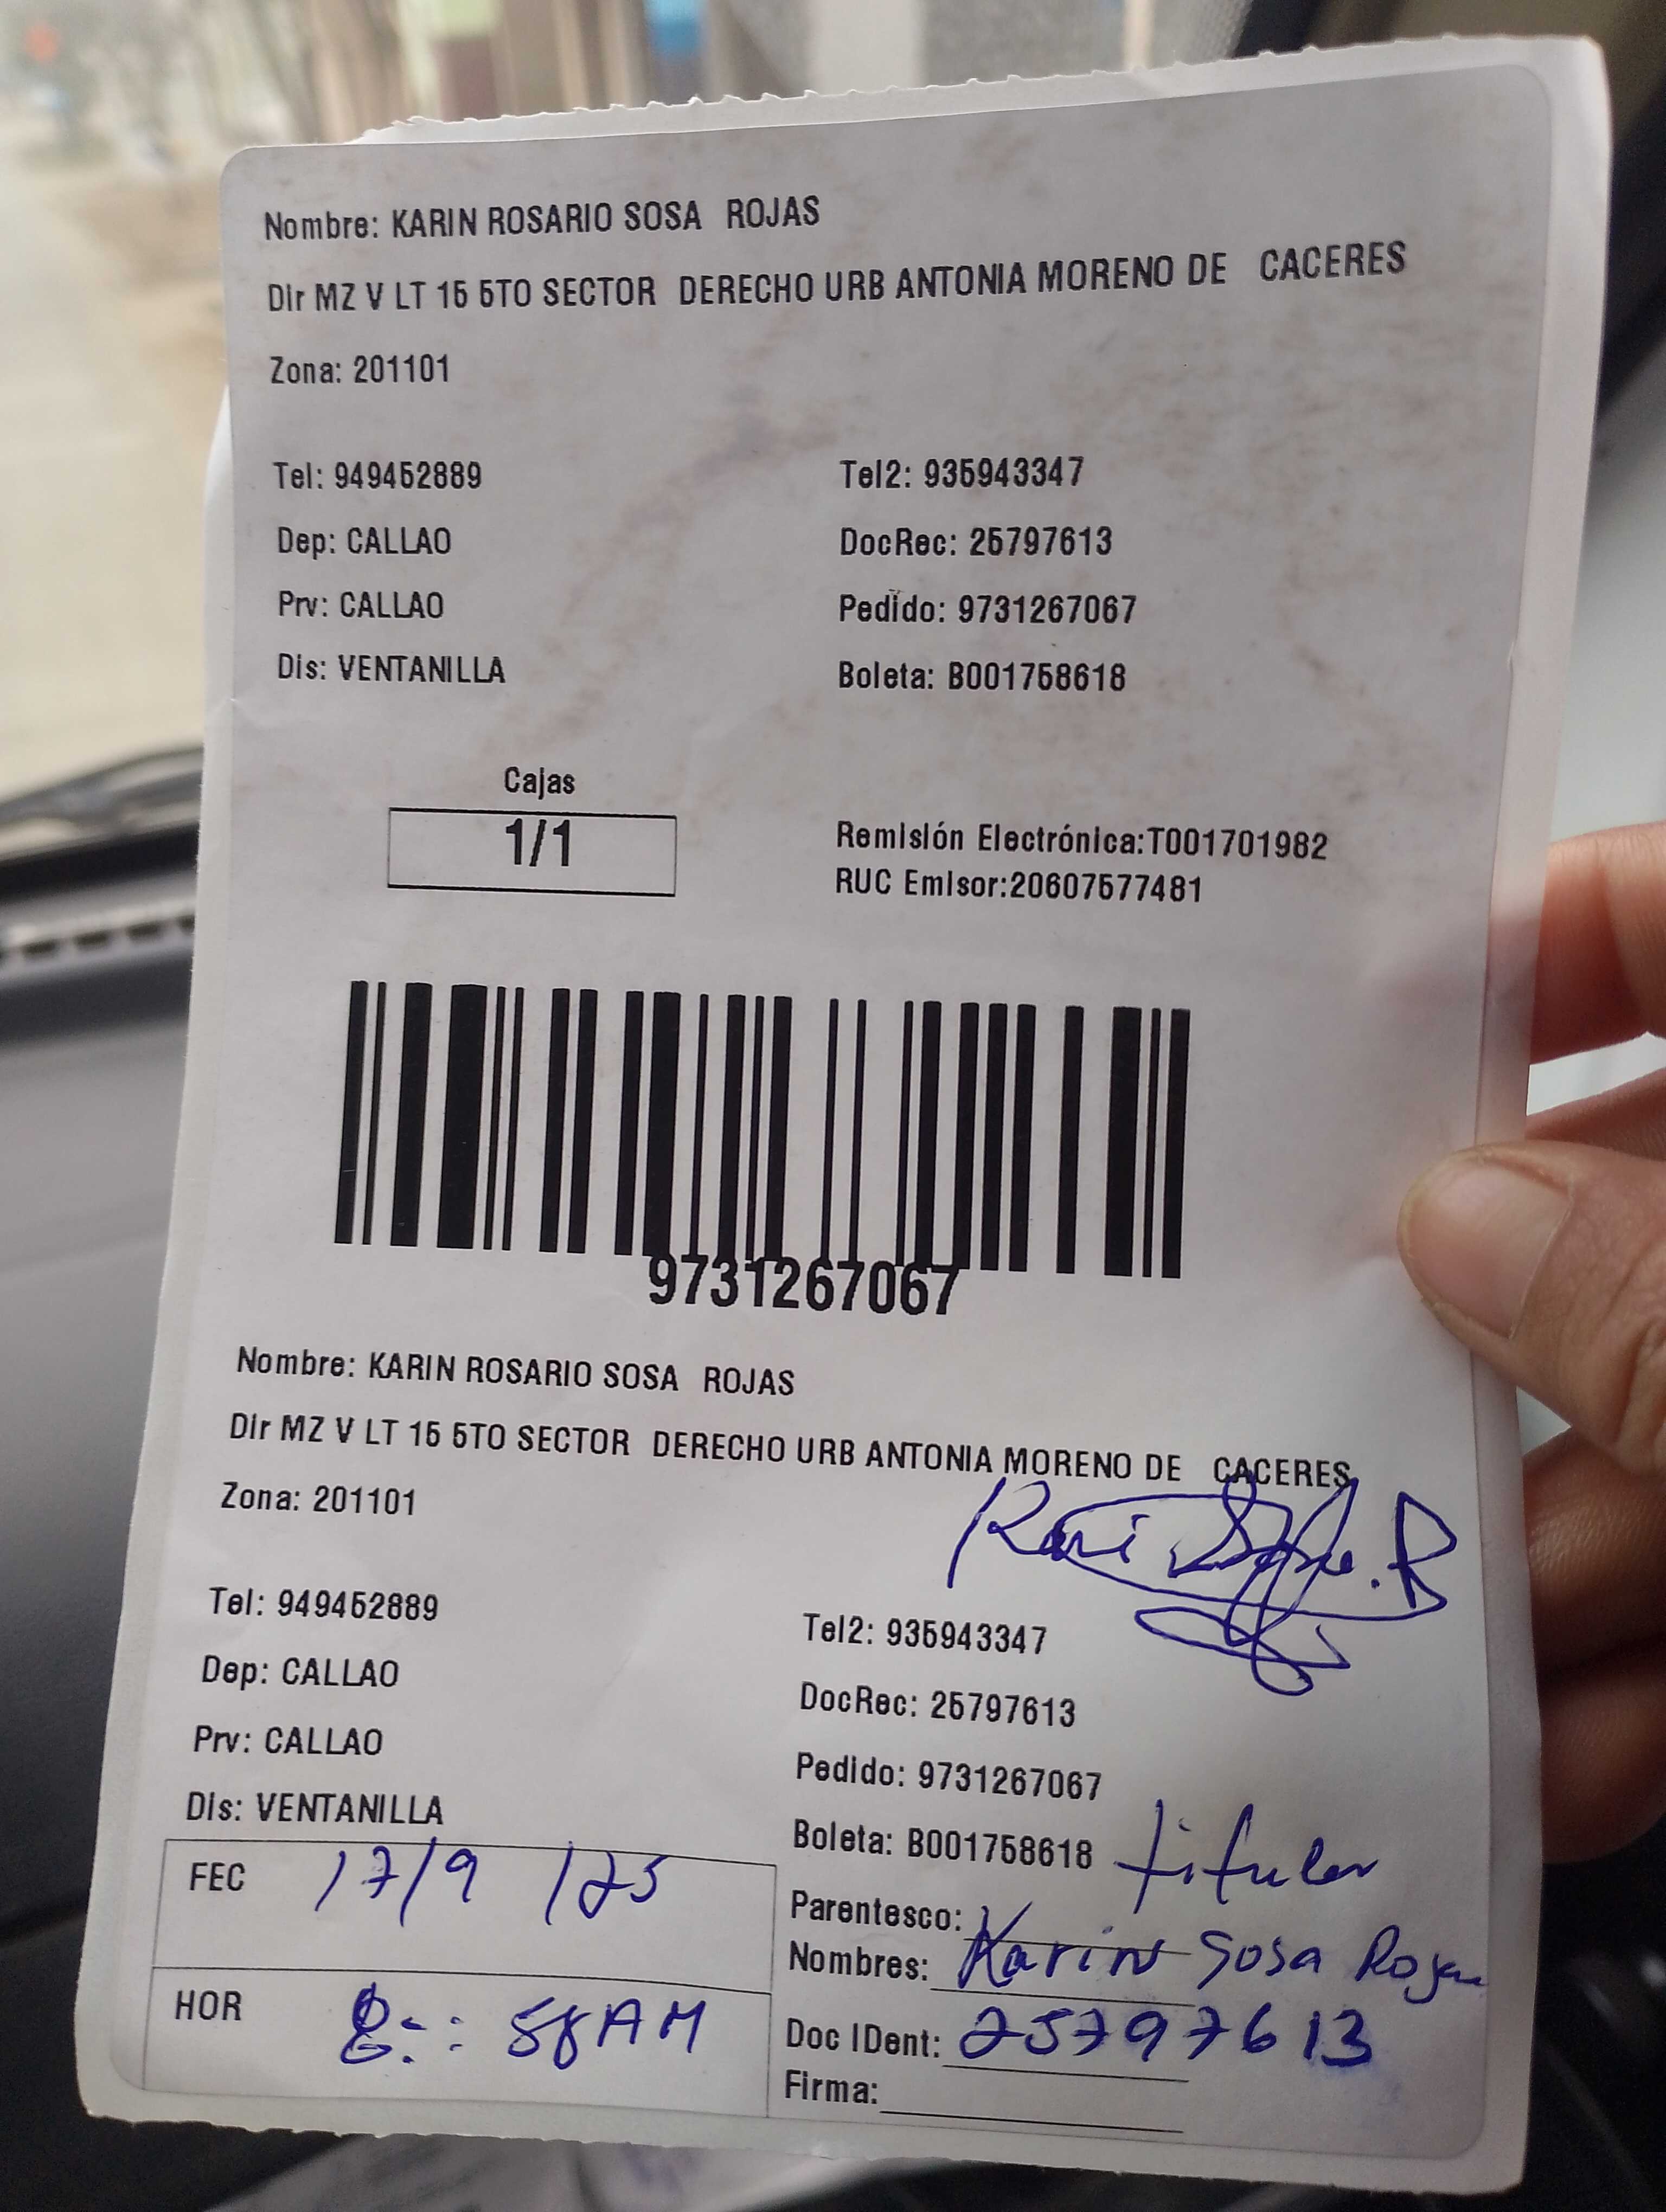 Nombre: KARIN ROSARIO SOSA ROJAS
Dir MZ V LT 15 5TO SECTOR DERECHO URB ANTONIA MORENO DE CACERES
Zona: 201101
Tel: 949452889 Tel2: 935943347
Dep: CALLAO DocRec: 25797613
Prv: CALLAO Pedido: 9731267067
Dis: VENTANILLA Boleta: B001758618
Cajas
1/1
Remisión Electrónica:T001701982
RUC Emisor:20607577481
9731267067
Nombre: KARIN ROSARIO SOSA ROJAS
Dir MZ V LT 15 5TO SECTOR DERECHO URB ANTONIA MORENO DE CACERES
Zona: 201101
Tel: 949452889 Tel2: 935943347
Dep: CALLAO DocRec: 25797613
Prv: CALLAO Pedido: 9731267067
Dis: VENTANILLA Boleta: B001758618
FEC 17/9 /25
HOR 8:58AM
Parentesco: titular
Nombres: Karin Sosa Rojas
Doc IDent: 25797613
Firma: